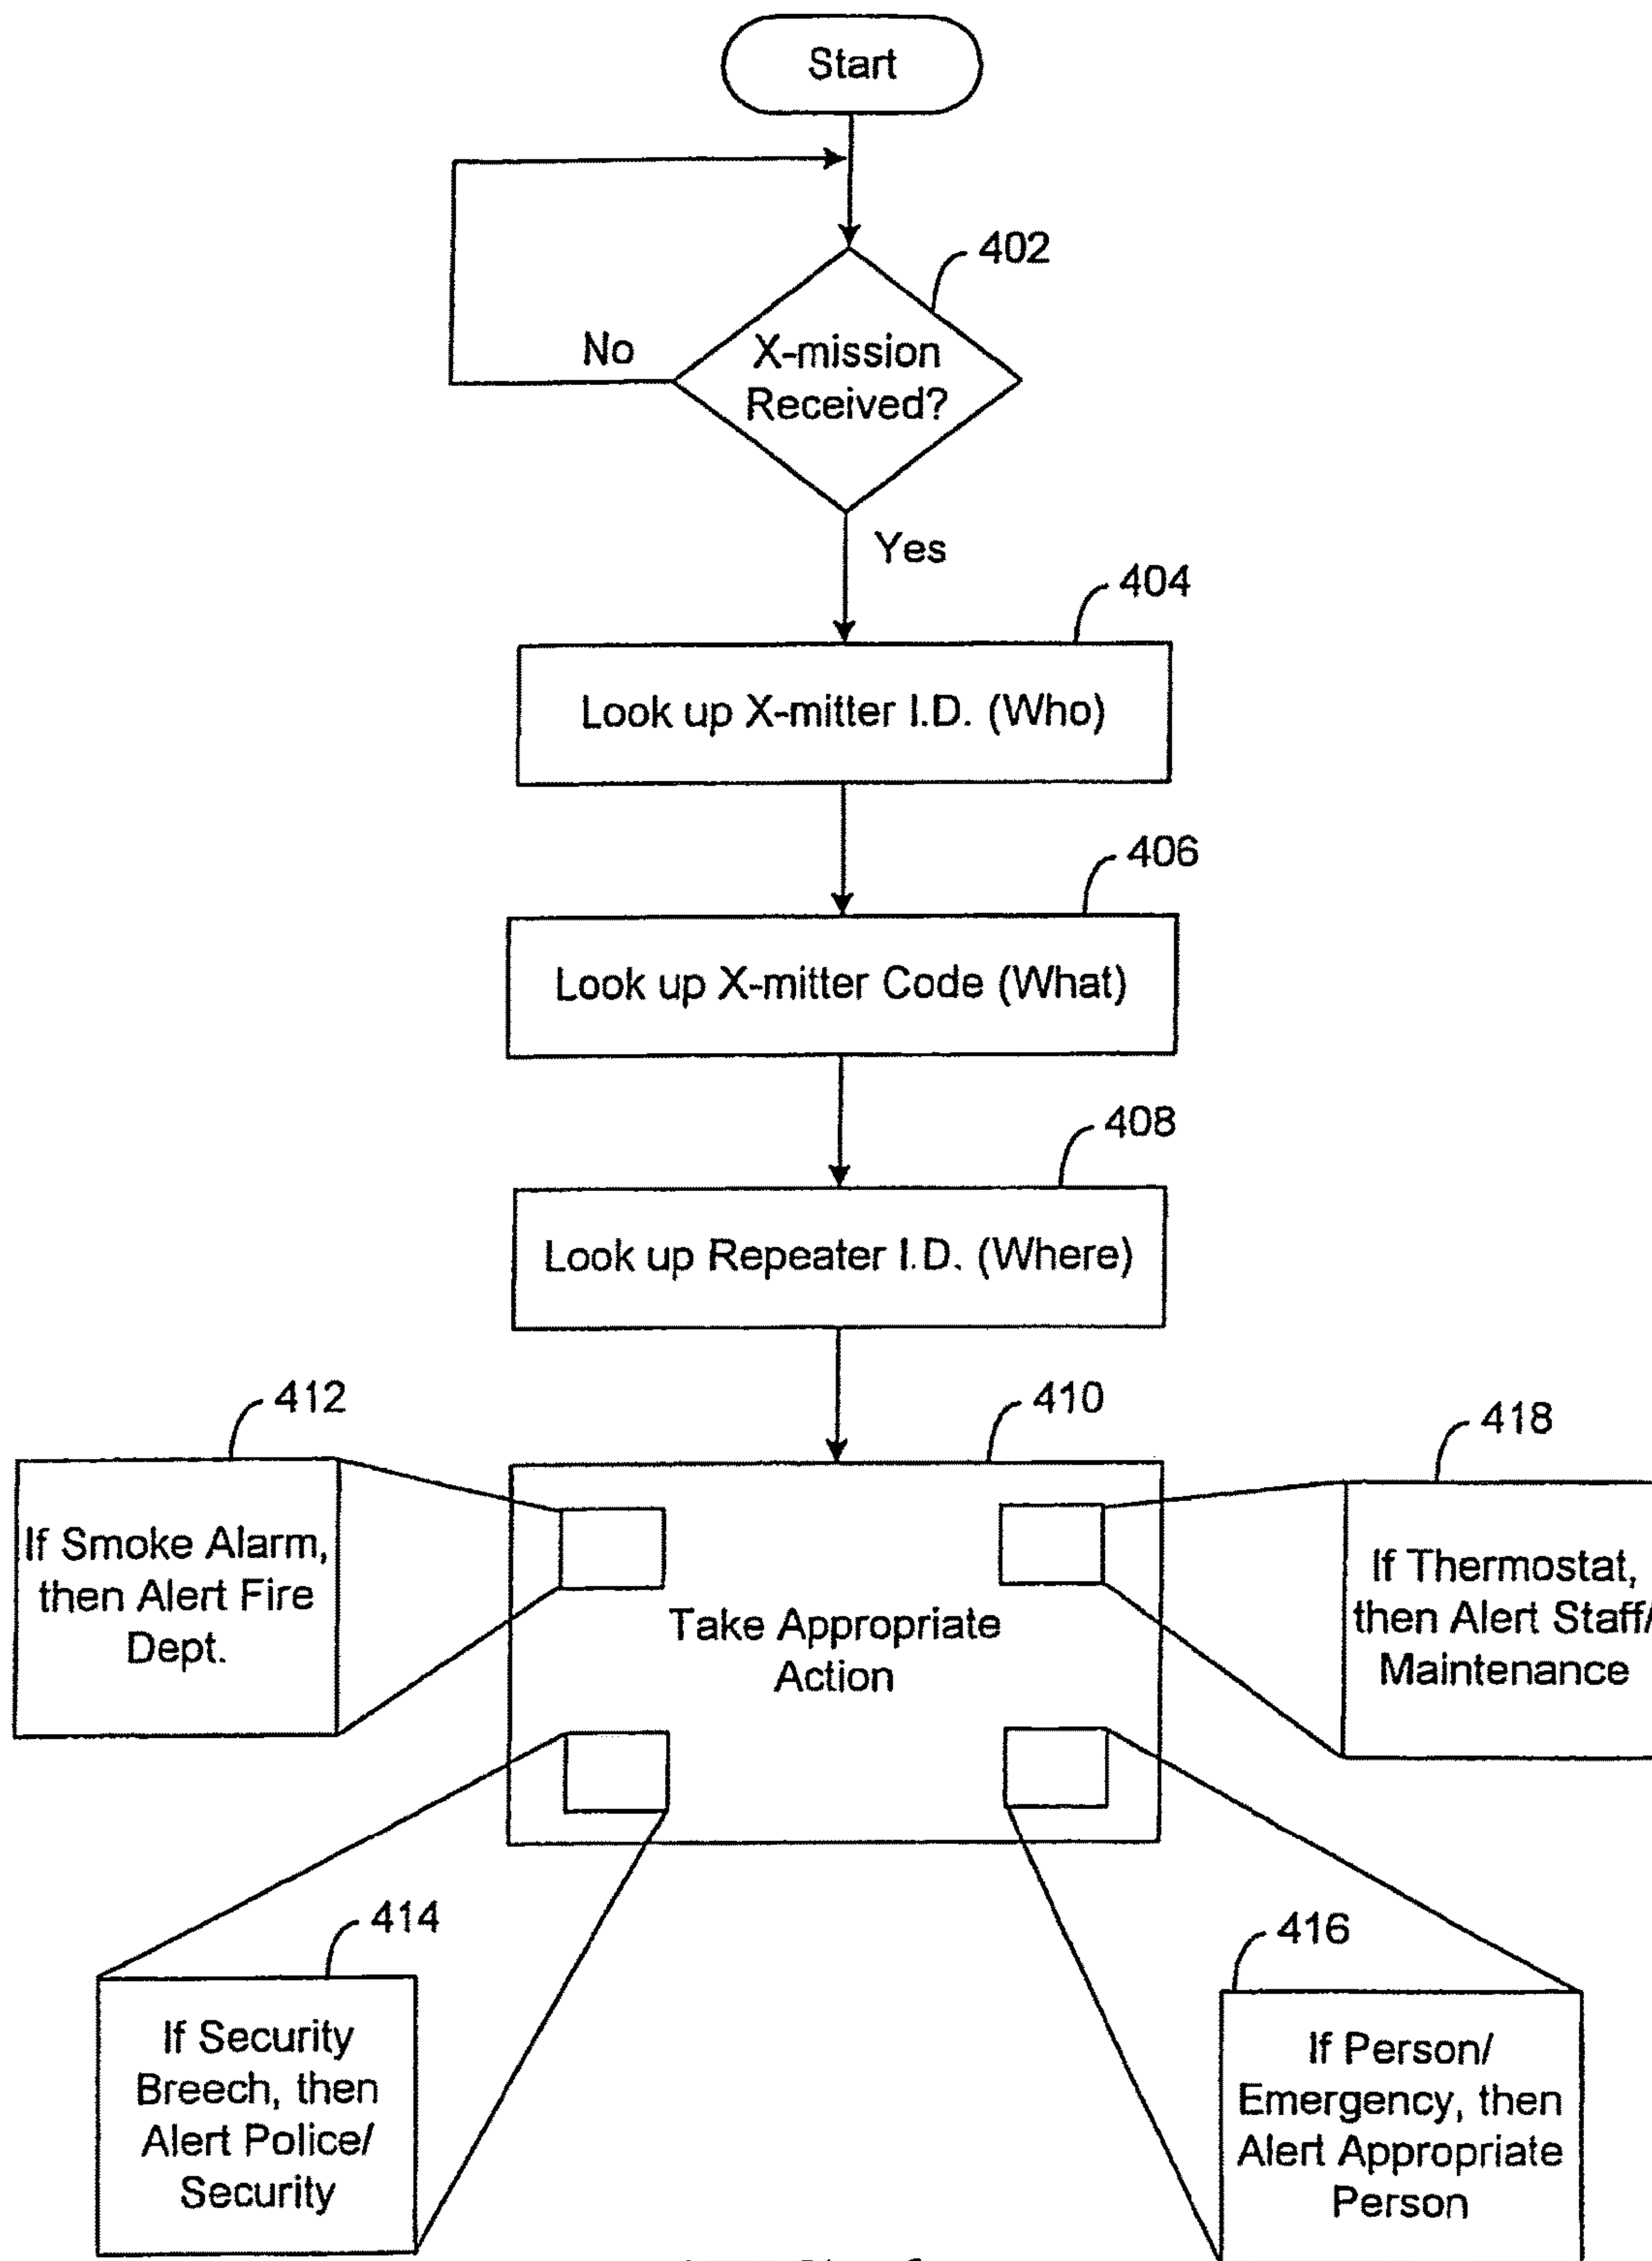 Start
402
No
X-mission
Received?
Yes
404
Look up X-mitter I.D. (Who)
406
Look up X-mitter Code (What)
408
Look up Repeater I.D. (Where)
412
410
418
If Smoke Alarm,
then Alert Fire
Dept.
Take Appropriate
Action
If Thermostat,
then Alert Staff/
Maintenance
414
416
If Security
Breech, then
Alert Police/
Security
If Person/
Emergency, then
Alert Appropriate
Person